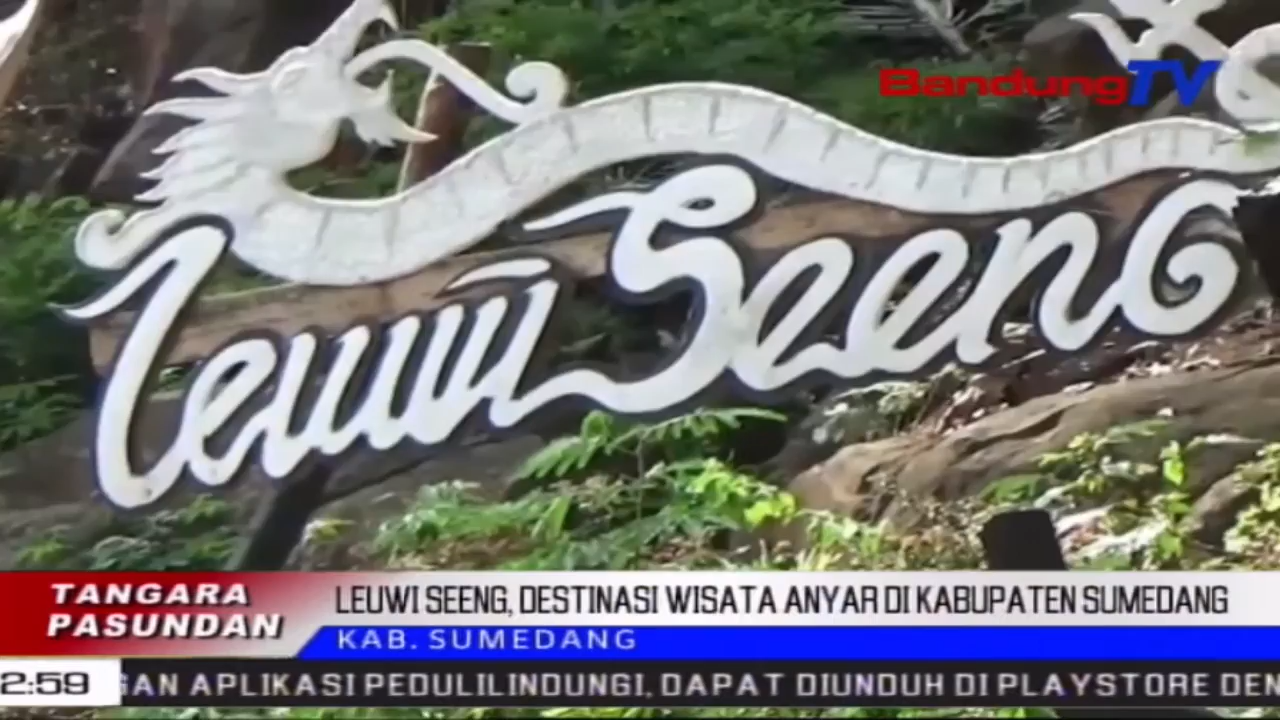 BandungTV
Leuwi Seeng
TANGARA
PASUNDAN
LEUWI SEENG, DESTINASI WISATA ANYAR DI KABUPATEN SUMEDANG
KAB. SUMEDANG
2:59
APLIKASI PEDULILINDUNGI, DAPAT DIUNDUH DI PLAYSTORE